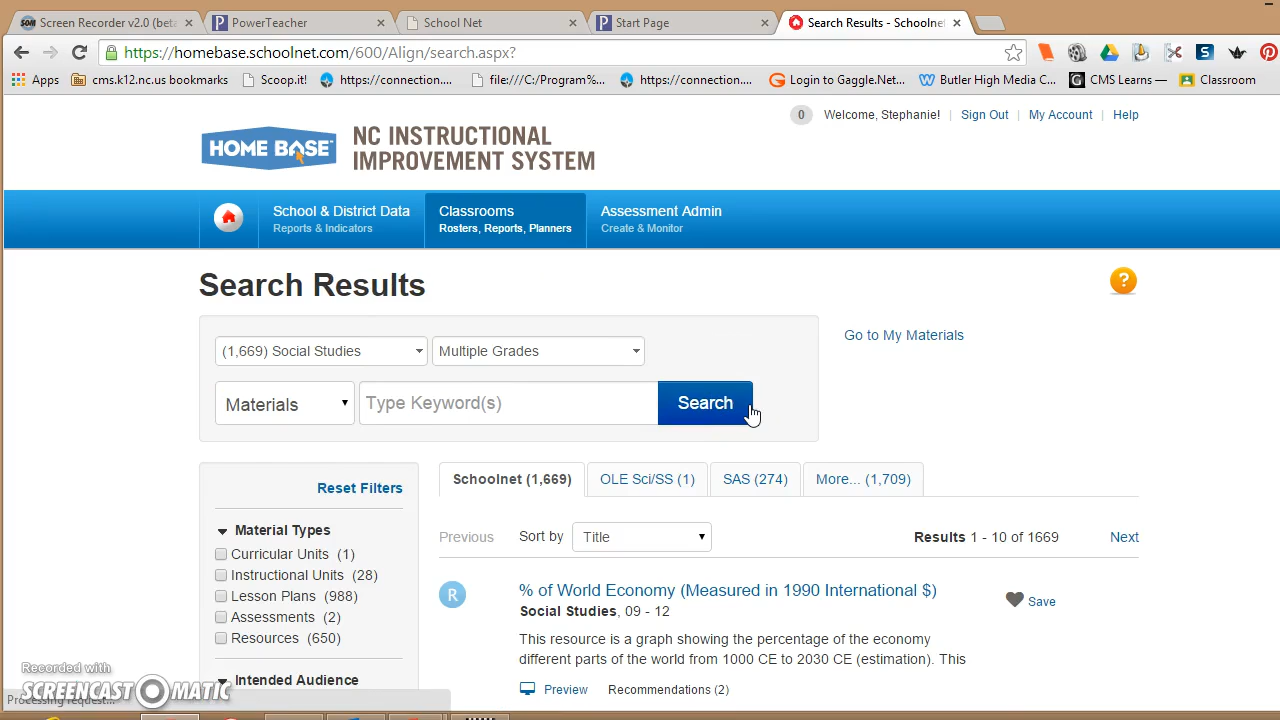 Screen Recorder v2.0 (beta
PowerTeacher
School Net
Start Page
Search Results - Schoolnet
https://homebase.schoolnet.com/600/Align/search.aspx?
Apps
cms.k12.nc.us bookmarks
Scoop.it!
https://connection....
file:///C:/Program%...
https://connection....
Login to Gaggle.Net...
Butler High Media C...
CMS Learns —
Classroom
0 Welcome, Stephanie! | Sign Out | My Account | Help
HOME BASE
NC INSTRUCTIONAL
IMPROVEMENT SYSTEM
School & District Data
Reports & Indicators
Classrooms
Rosters, Reports, Planners
Assessment Admin
Create & Monitor
Search Results
?
(1,669) Social Studies
Multiple Grades
Go to My Materials
Materials
Type Keyword(s)
Search
Reset Filters
Material Types
Curricular Units (1)
Instructional Units (28)
Lesson Plans (988)
Assessments (2)
Resources (650)
Intended Audience
Schoolnet (1,669)
OLE Sci/SS (1)
SAS (274)
More... (1,709)
Previous
Sort by
Title
Results 1 - 10 of 1669
Next
R
% of World Economy (Measured in 1990 International $)
Social Studies, 09 - 12
Save
This resource is a graph showing the percentage of the economy
different parts of the world from 1000 CE to 2030 CE (estimation). This
Preview
Recommendations (2)
Recorded with
SCREENCAST-O-MATIC
Processing request...